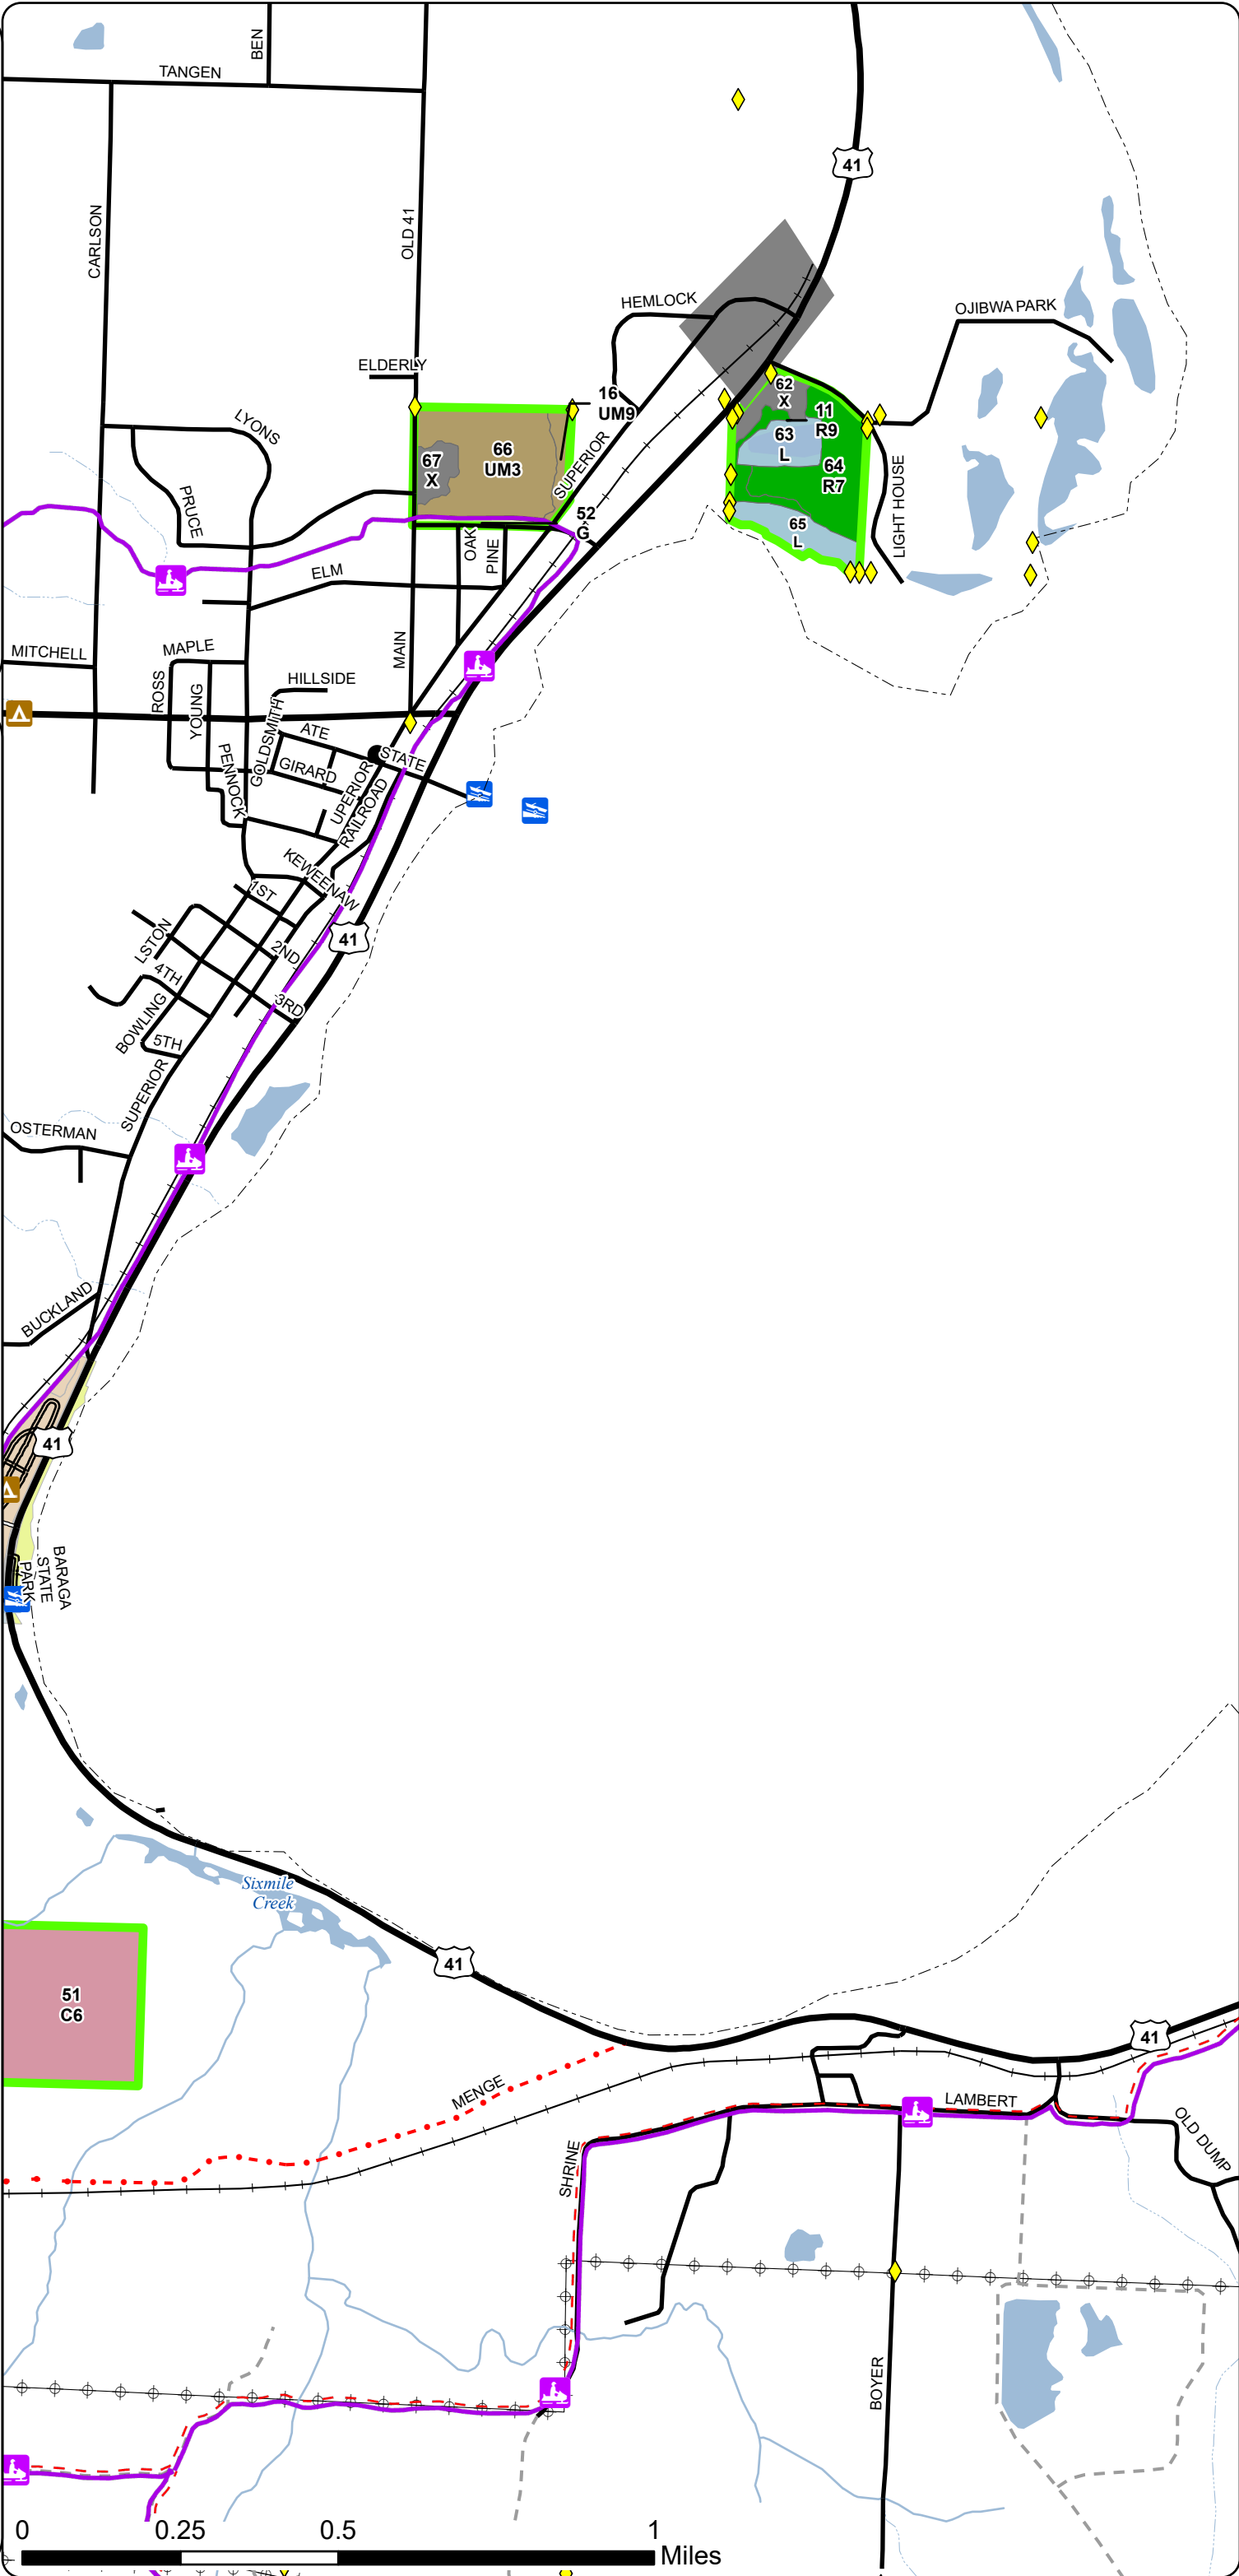 BEN
TANGEN
41
CARLSON
OLD 41
HEMLOCK
OJIBWA PARK
ELDERLY
16
UM9
62
X
11
R9
LYONS
66
UM3
67
X
63
L
64
R7
SUPERIOR
PRUCE
52
G
65
L
LIGHT HOUSE
OAK
PINE
ELM
MAIN
MITCHELL
MAPLE
ROSS
YOUNG
HILLSIDE
GOLDSMITH
ATE
STATE
GIRARD
PENNOCK
UPERIOR
RAILROAD
KEWEENAW
1ST
41
LSTON
2ND
4TH
3RD
BOWLING
5TH
SUPERIOR
OSTERMAN
BUCKLAND
41
BARAGA
STATE
PARK
Sixmile
Creek
41
51
C6
41
MENGE
LAMBERT
OLD DUMP
SHRINE
BOYER
0 0.25 0.5 1
Miles